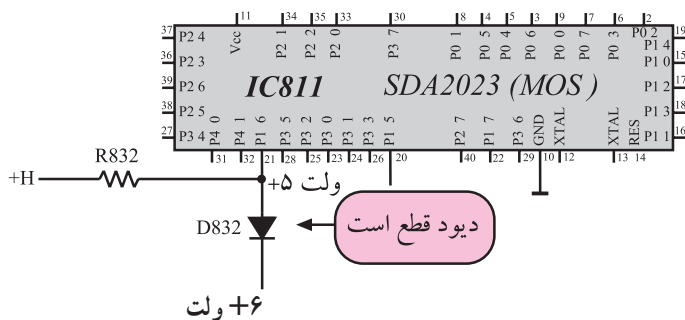 11 34 35 33 30 8 4 5 3 9 7 6 2
37 P2 4 Vcc P2 1 P2 2 P2 0 P3 7 P0 1 P0 5 P0 4 P0 6 P0 0 P0 7 P0 3 P0 2 P1 4 19
36 P2 3 P1 0 15
39 P2 6 IC811 SDA2023 (MOS) P1 2 17
38 P2 5 P1 3 18
27 P3 4 P4 0 P4 1 P1 6 P3 5 P3 2 P3 0 P3 1 P3 3 P1 5 P2 7 P1 7 P3 6 GND XTAL XTAL RES P1 1 16
31 32 21 28 25 23 24 26 20 40 22 29 10 12 13 14
R832
+H
+۵ ولت
D832
دیود قطع است
+۶ ولت